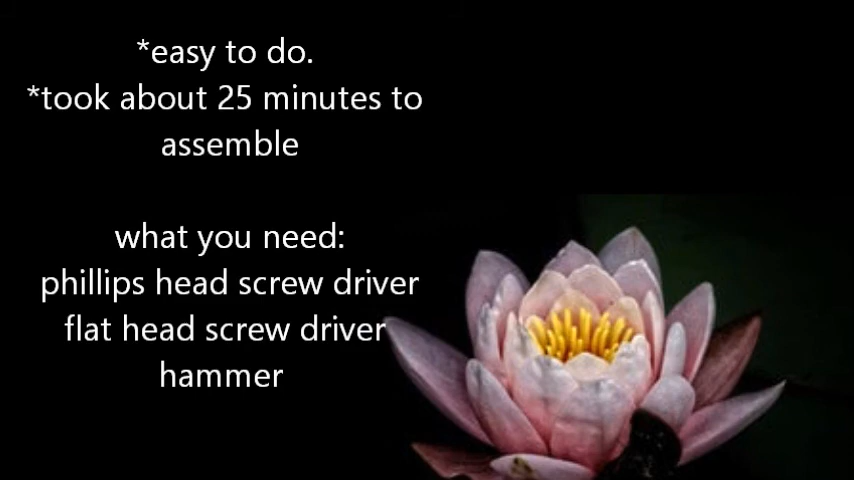 *easy to do.
*took about 25 minutes to
assemble
what you need:
phillips head screw driver
flat head screw driver
hammer